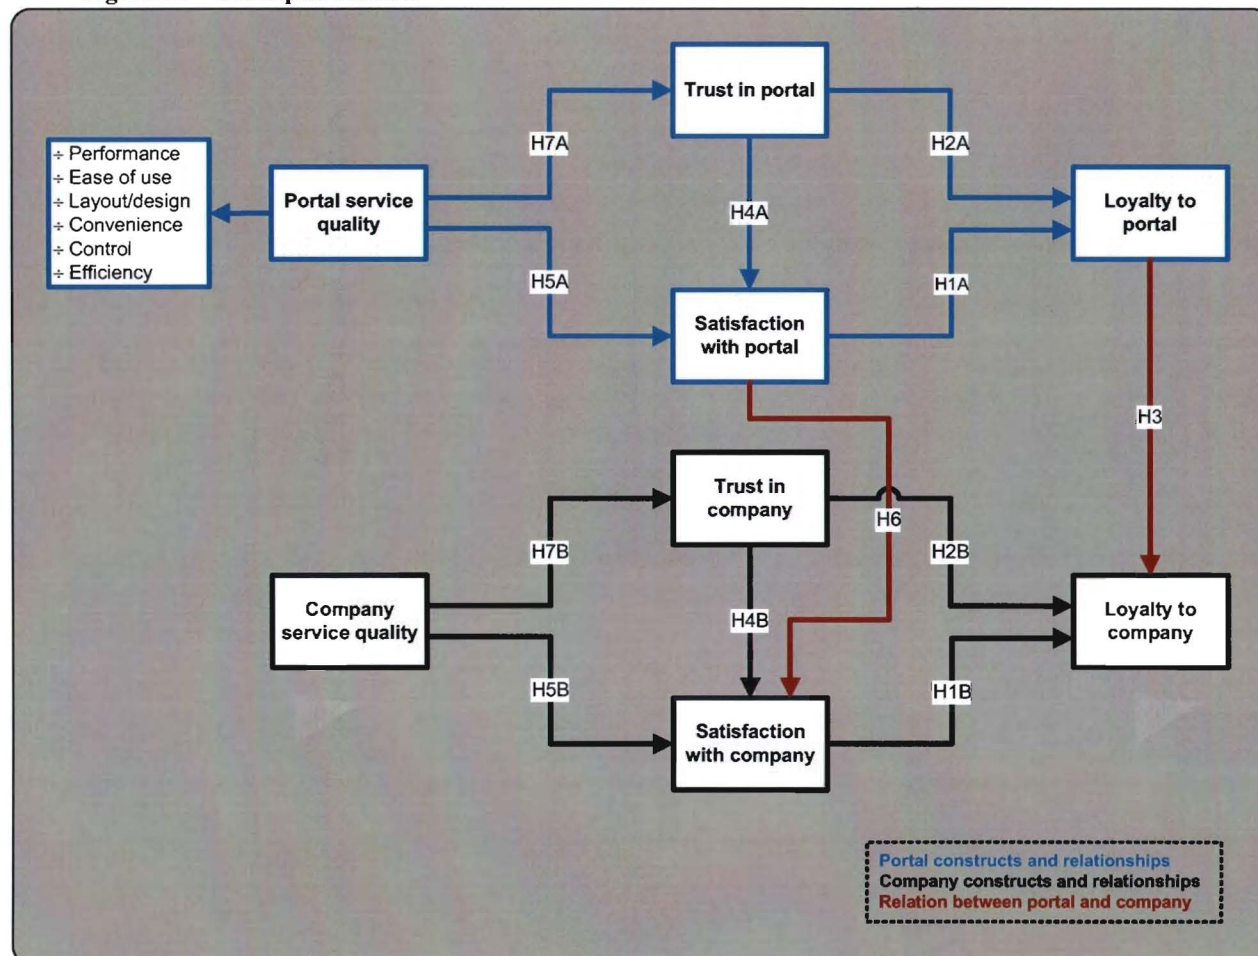 Trust in portal
H7A
H2A
÷ Performance
÷ Ease of use
÷ Layout/design
÷ Convenience
÷ Control
÷ Efficiency
Portal service
quality
H4A
Loyalty to
portal
H5A
H1A
Satisfaction
with portal
H3
Trust in
company
H6
H7B
H2B
Company
service quality
H4B
Loyalty to
company
H5B
H1B
Satisfaction
with company
Portal constructs and relationships
Company constructs and relationships
Relation between portal and company